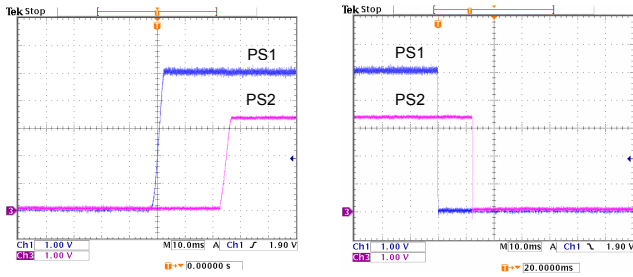 Tek Stop
PS1
PS2
3
Ch1 1.00 V M 10.0ms A Ch1 ʃ 1.90 V
Ch3 1.00 V
T→▼ 0.00000 s
Tek Stop
PS1
PS2
3
Ch1 1.00 V M 10.0ms A Ch1 1.90 V
Ch3 1.00 V
T→▼ 20.0000ms